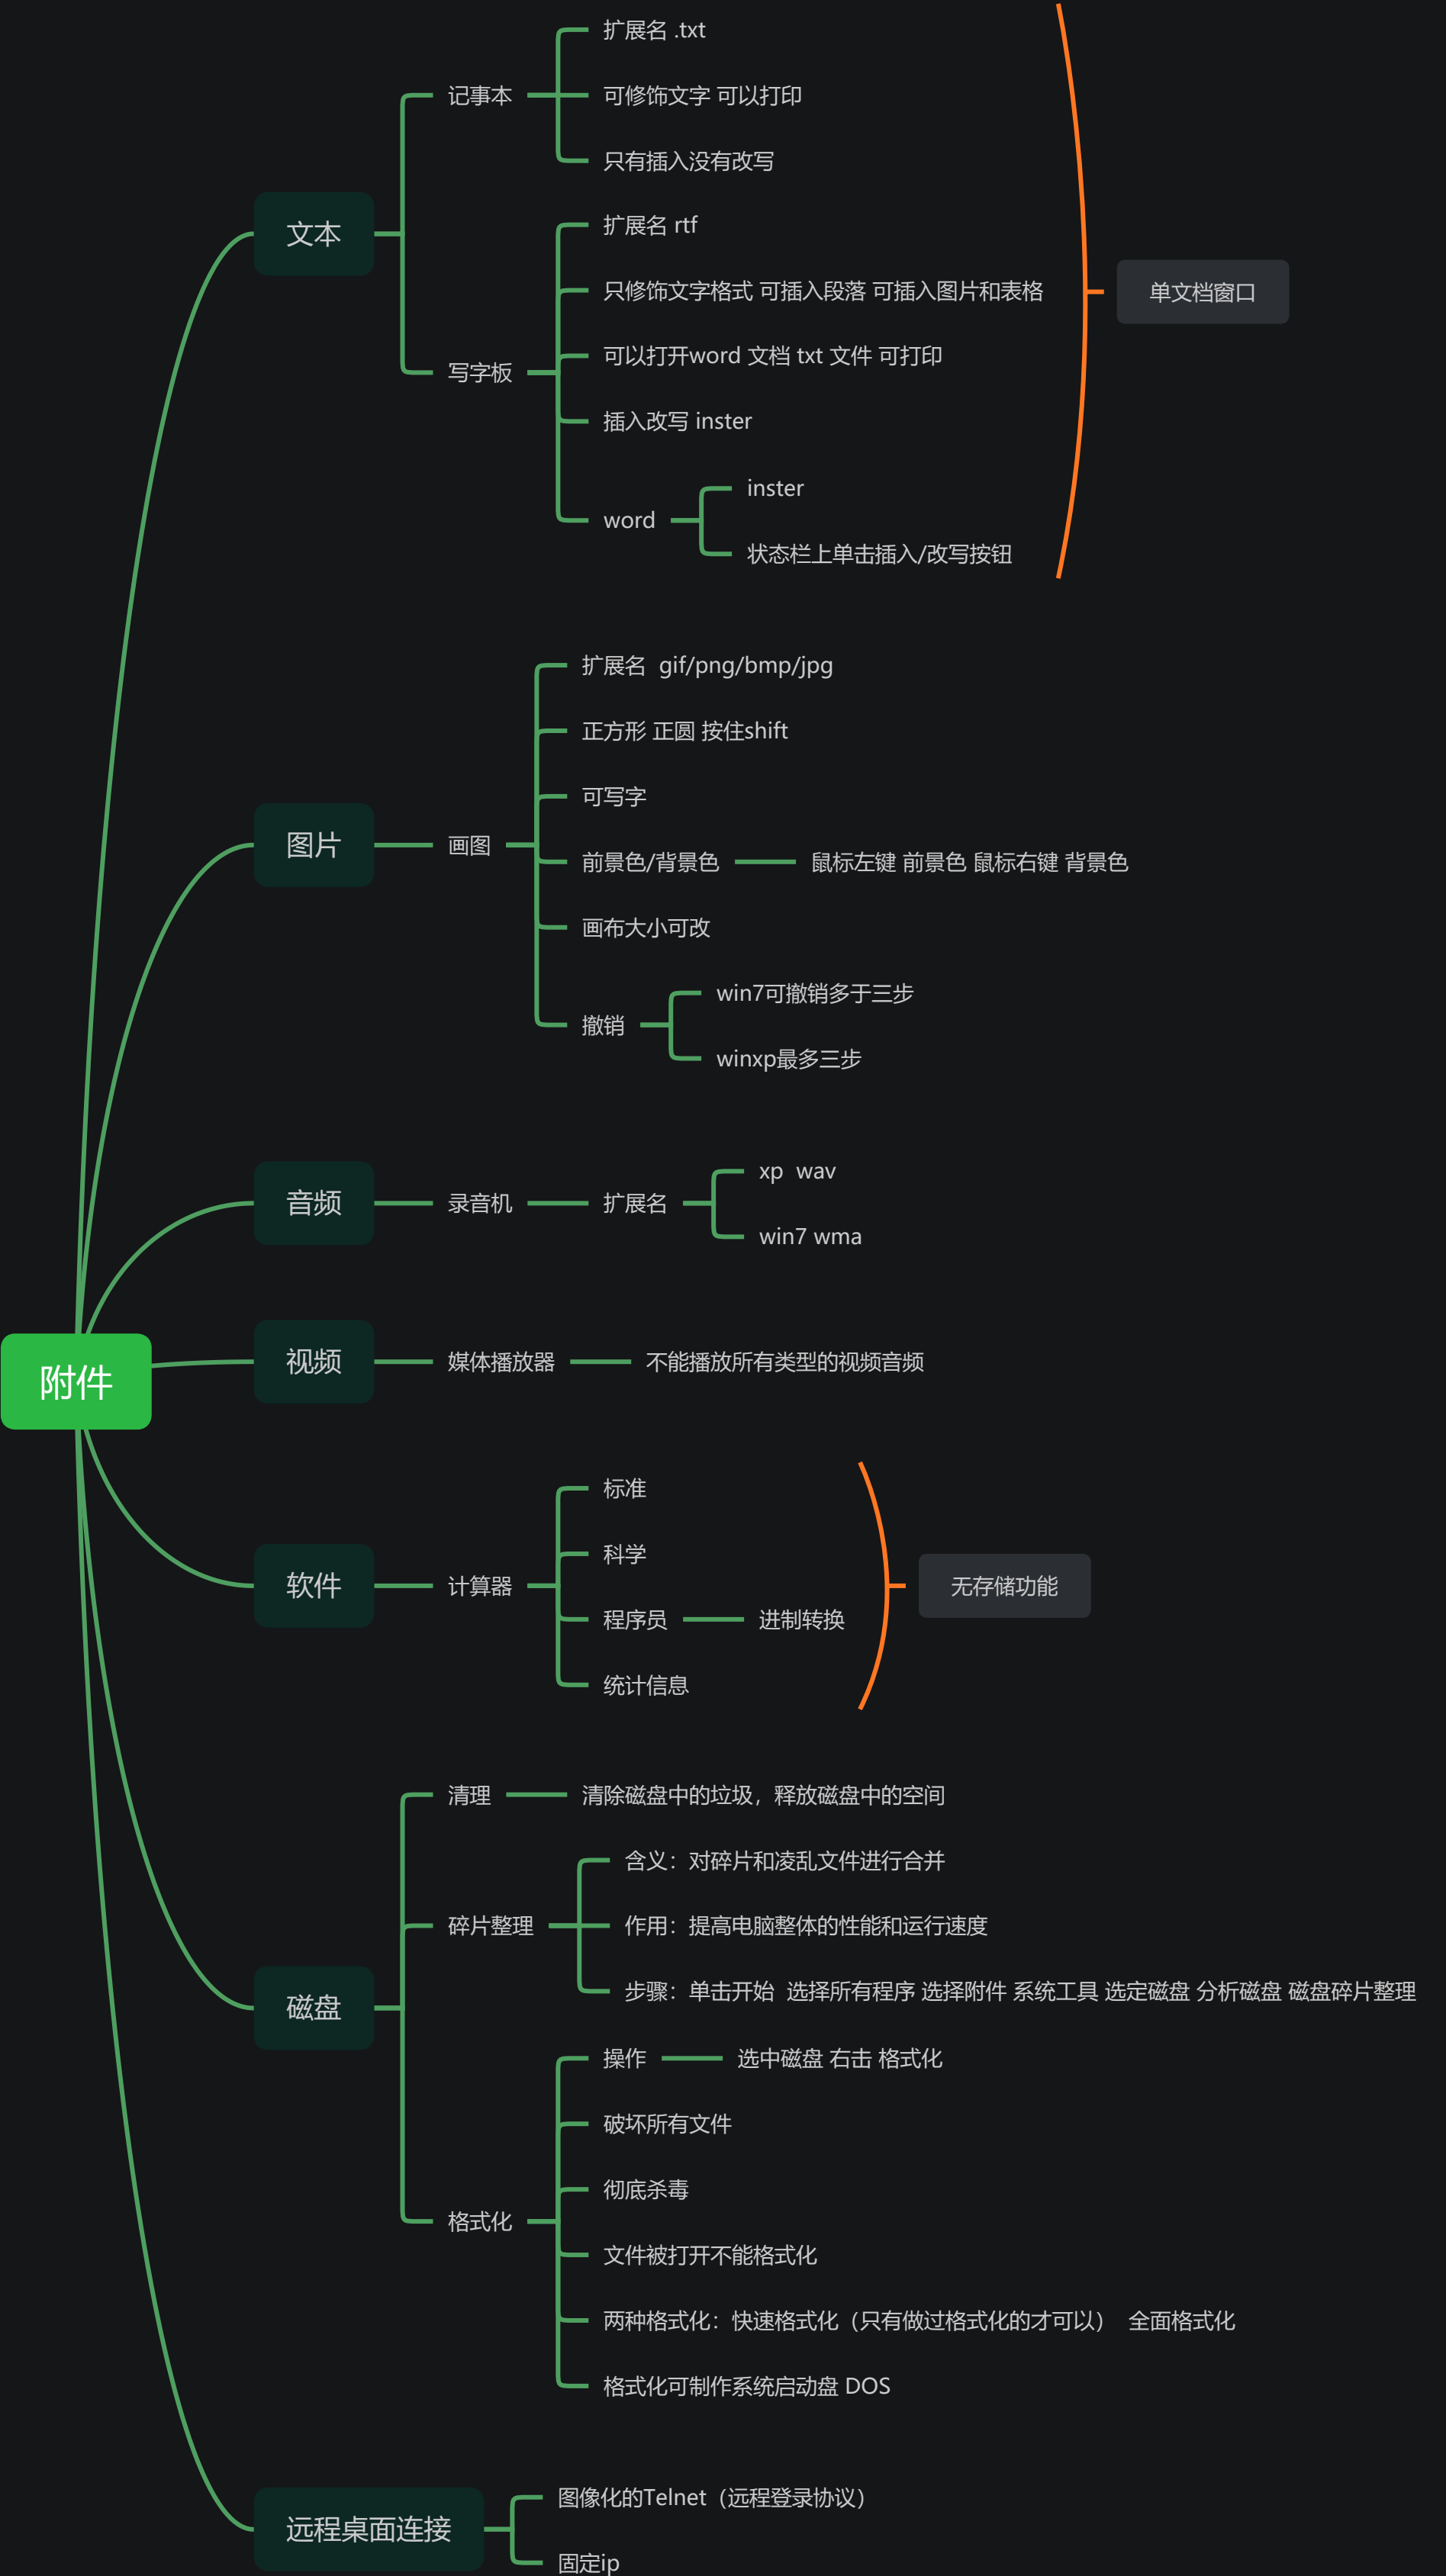 附件
文本
记事本
扩展名 .txt
可修饰文字 可以打印
只有插入没有改写
写字板
扩展名 rtf
只修饰文字格式 可插入段落 可插入图片和表格
可以打开word 文档 txt 文件 可打印
插入改写 inster
word
inster
状态栏上单击插入/改写按钮
单文档窗口
图片
画图
扩展名  gif/png/bmp/jpg
正方形 正圆 按住shift
可写字
前景色/背景色
鼠标左键 前景色 鼠标右键 背景色
画布大小可改
撤销
win7可撤销多于三步
winxp最多三步
音频
录音机
扩展名
xp  wav
win7 wma
视频
媒体播放器
不能播放所有类型的视频音频
软件
计算器
标准
科学
程序员
进制转换
统计信息
无存储功能
磁盘
清理
清除磁盘中的垃圾，释放磁盘中的空间
碎片整理
含义：对碎片和凌乱文件进行合并
作用：提高电脑整体的性能和运行速度
步骤：单击开始  选择所有程序 选择附件 系统工具 选定磁盘 分析磁盘 磁盘碎片整理
格式化
操作
选中磁盘 右击 格式化
破坏所有文件
彻底杀毒
文件被打开不能格式化
两种格式化：快速格式化（只有做过格式化的才可以）  全面格式化
格式化可制作系统启动盘 DOS
远程桌面连接
图像化的Telnet（远程登录协议）
固定ip